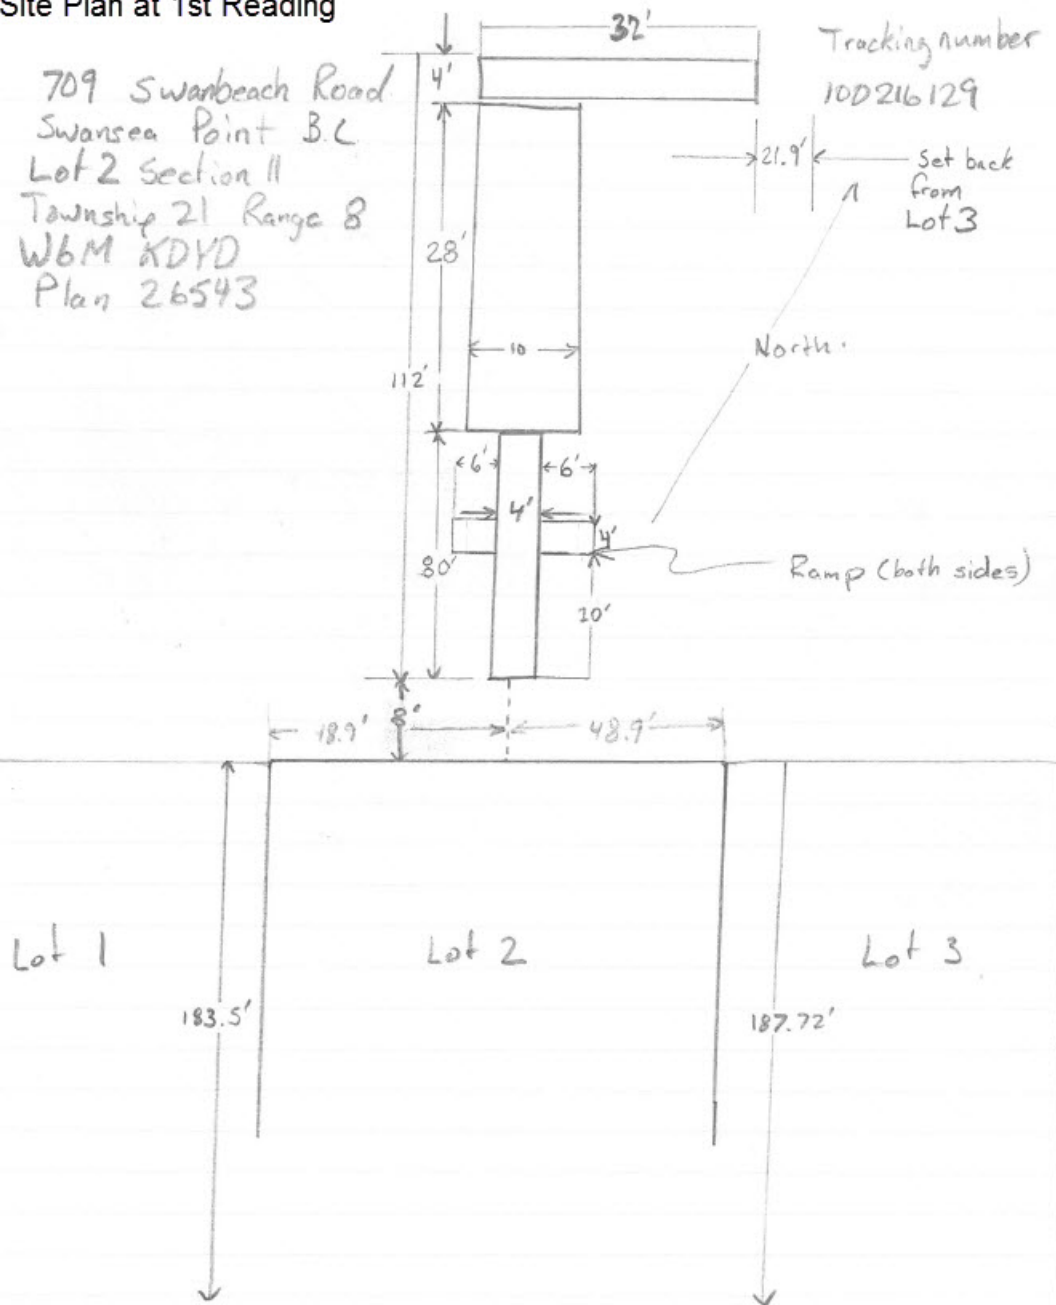 Site Plan at 1st Reading
709 Swanbeach Road
Swansea Point B.C
Lot 2 Section 11
Township 21 Range 8
W6M KDYD
Plan 26543
Tracking number
10D216129
32'
4'
21.9'
Set back
from
Lot 3
28'
10
North.
112'
6'
6'
4'
4'
80'
Ramp (both sides)
10'
8'
18.9'
48.9'
Lot 1
Lot 2
Lot 3
183.5'
187.72'